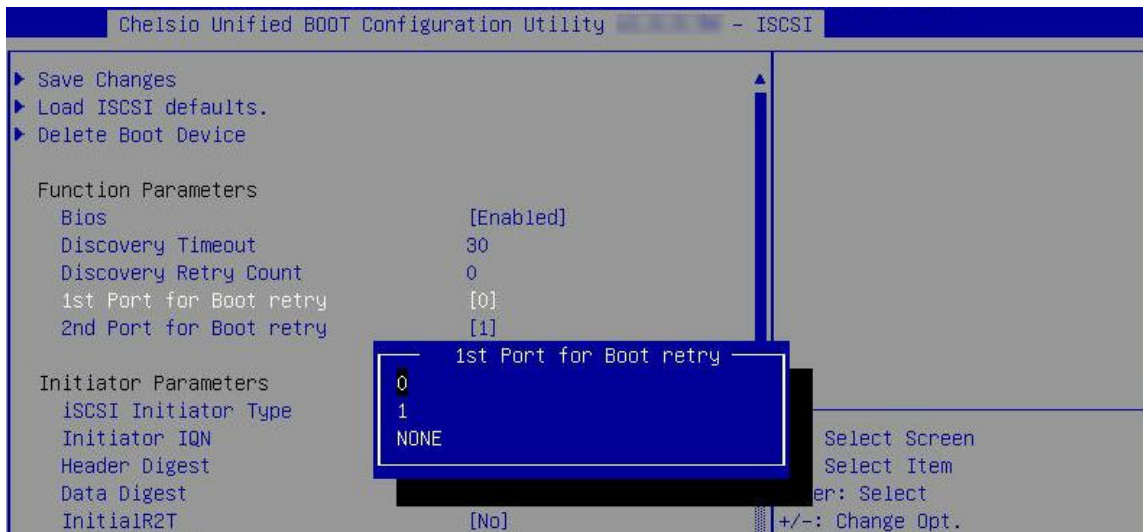 Chelsio Unified BOOT Configuration Utility - ISCSI
Save Changes
Load ISCSI defaults.
Delete Boot Device
Function Parameters
Bios [Enabled]
Discovery Timeout 30
Discovery Retry Count 0
1st Port for Boot retry [0]
2nd Port for Boot retry [1]
1st Port for Boot retry
0
1
NONE
Initiator Parameters
iSCSI Initiator Type
Initiator IQN
Header Digest
Data Digest
InitialR2T [No]
Select Screen
Select Item
er: Select
+/-: Change Opt.